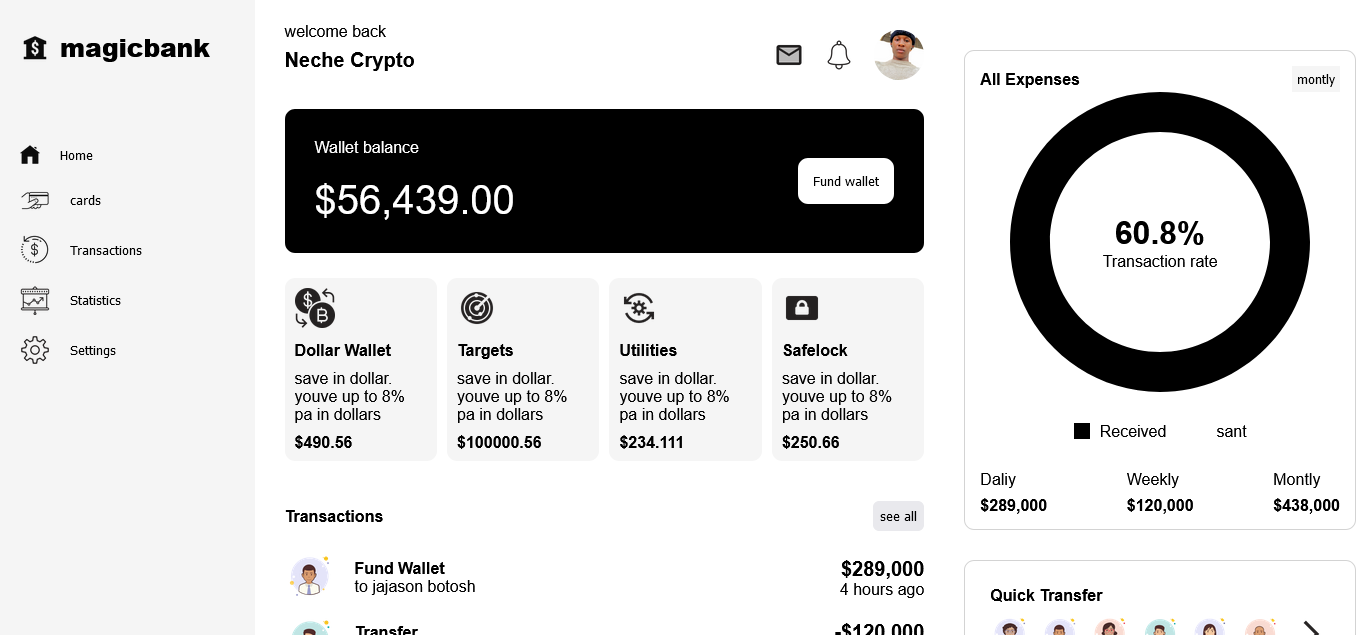 magicbank
Home
cards
Transactions
Statistics
Settings
welcome back
Neche Crypto
Wallet balance
$56,439.00
Fund wallet
Dollar Wallet
save in dollar.
youve up to 8%
pa in dollars
$490.56
Targets
save in dollar.
youve up to 8%
pa in dollars
$100000.56
Utilities
save in dollar.
youve up to 8%
pa in dollars
$234.111
Safelock
save in dollar.
youve up to 8%
pa in dollars
$250.66
Transactions
see all
Fund Wallet
to jajason botosh
$289,000
4 hours ago
Transfer
-$120,000
All Expenses
montly
60.8%
Transaction rate
Received
sant
Daliy
$289,000
Weekly
$120,000
Montly
$438,000
Quick Transfer